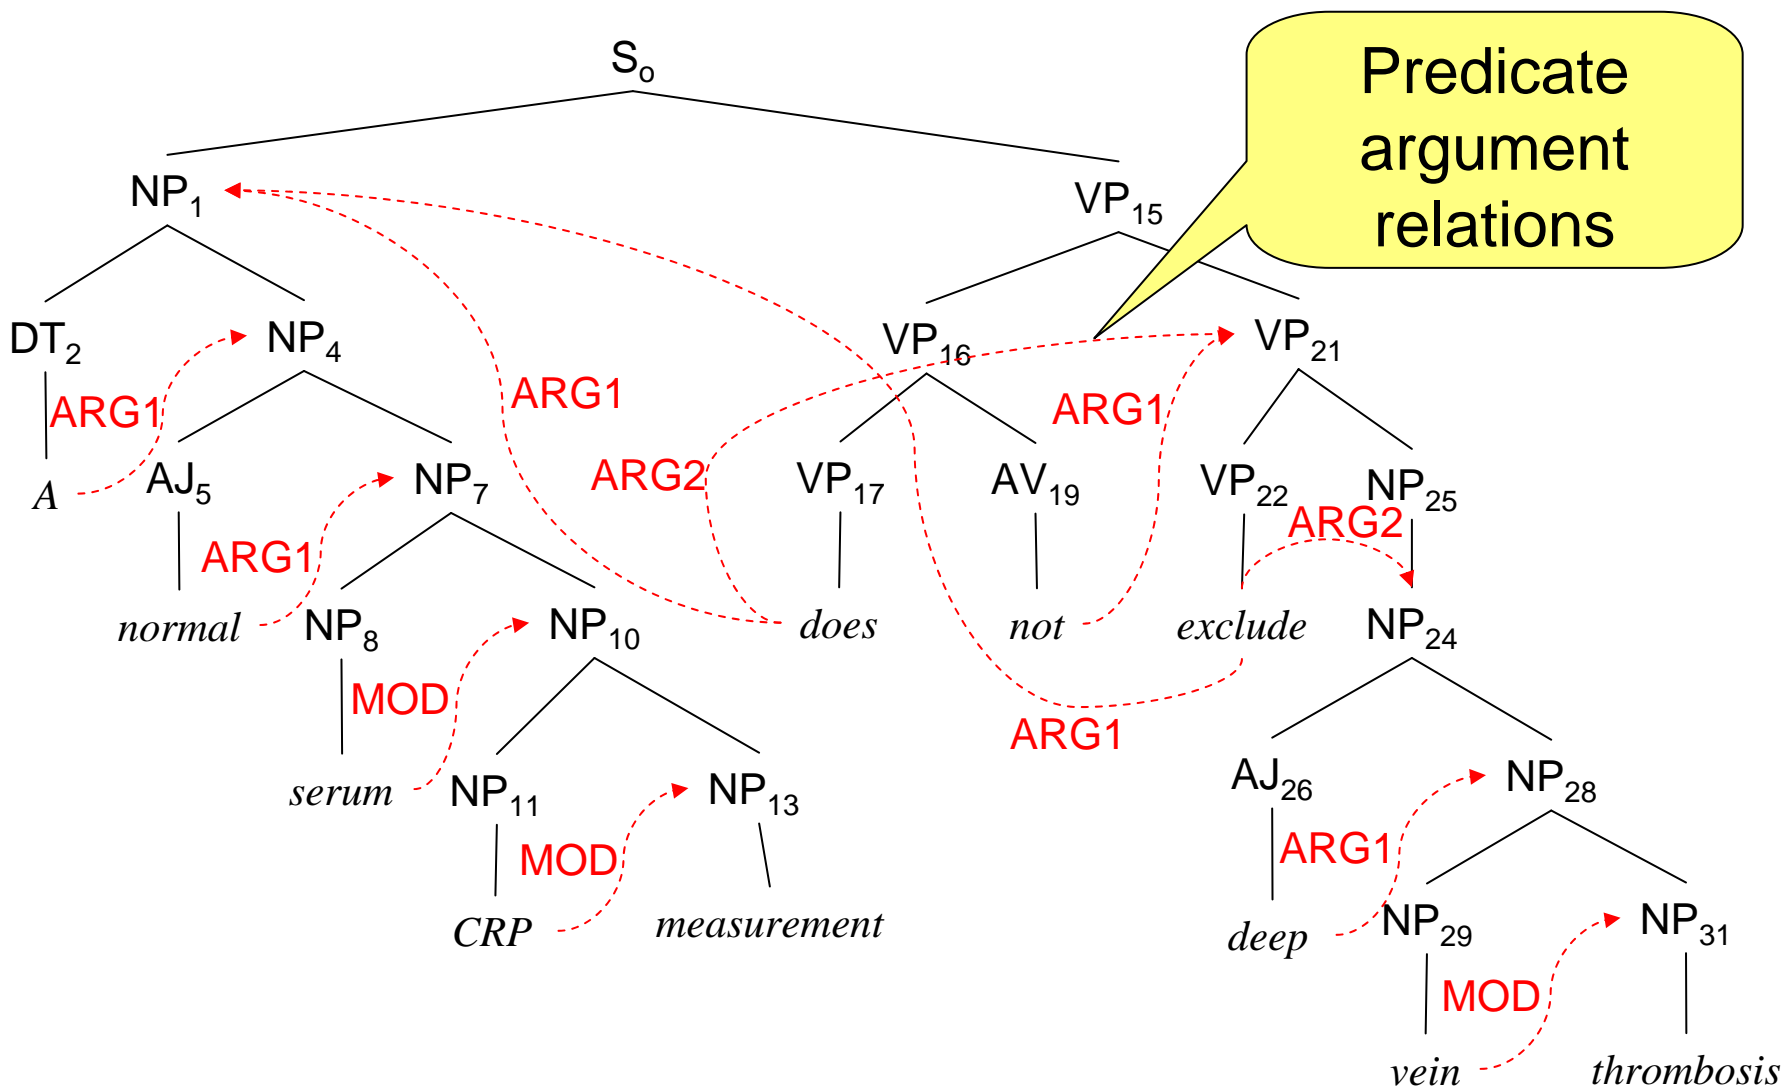 S₀
Predicate
argument
relations
NP₁ VP₁₅
DT₂ NP₄ VP₁₆ VP₂₁
ARG1 ARG1 ARG1
A AJ₅ NP₇ ARG2 VP₁₇ AV₁₉ VP₂₂ NP₂₅
ARG1 ARG2
normal NP₈ NP₁₀ does not exclude NP₂₄
MOD ARG1
serum NP₁₁ NP₁₃ AJ₂₆ NP₂₈
MOD ARG1
CRP measurement deep NP₂₉ NP₃₁
MOD
vein thrombosis